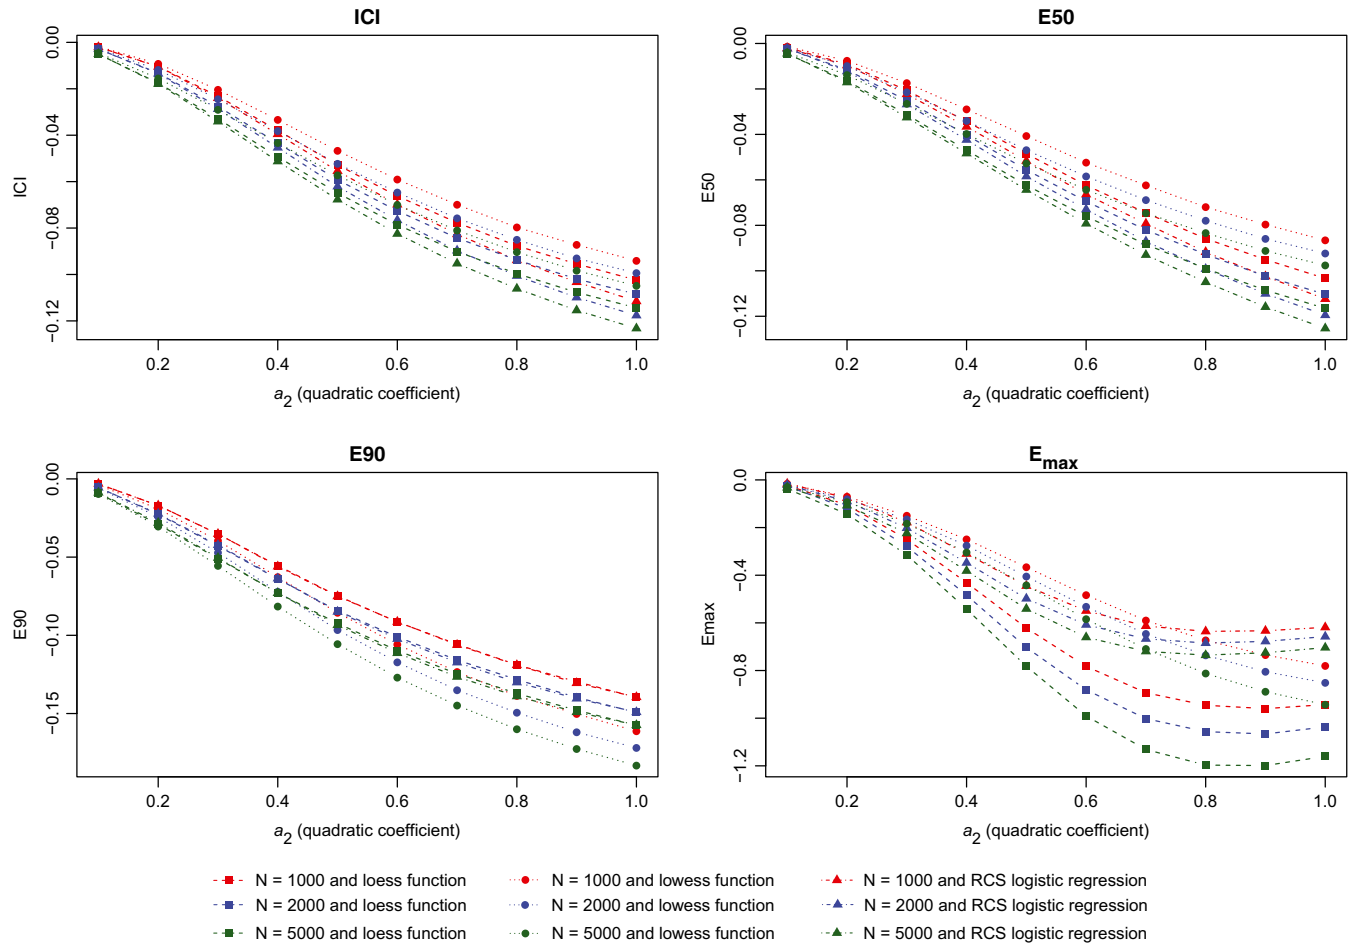 ICI
ICI
0.00
−0.04
−0.08
−0.12
0.2 0.4 0.6 0.8 1.0
a2 (quadratic coefficient)
E50
E50
0.00
−0.04
−0.08
−0.12
0.2 0.4 0.6 0.8 1.0
a2 (quadratic coefficient)
E90
E90
0.00
−0.05
−0.10
−0.15
0.2 0.4 0.6 0.8 1.0
a2 (quadratic coefficient)
Emax
Emax
0.0
−0.4
−0.8
−1.2
0.2 0.4 0.6 0.8 1.0
a2 (quadratic coefficient)
N = 1000 and loess function
N = 2000 and loess function
N = 5000 and loess function
N = 1000 and lowess function
N = 2000 and lowess function
N = 5000 and lowess function
N = 1000 and RCS logistic regression
N = 2000 and RCS logistic regression
N = 5000 and RCS logistic regression